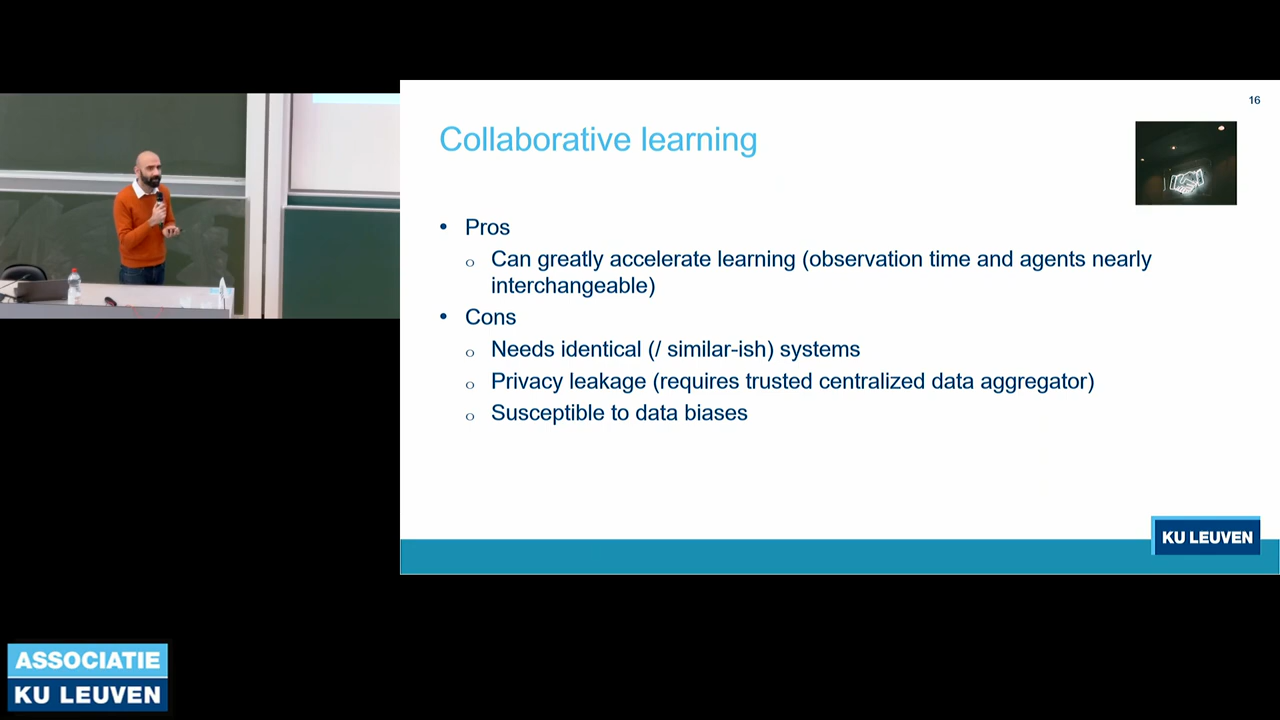 16
Collaborative learning
• Pros
o Can greatly accelerate learning (observation time and agents nearly
interchangeable)
• Cons
o Needs identical (/ similar-ish) systems
o Privacy leakage (requires trusted centralized data aggregator)
o Susceptible to data biases
KU LEUVEN
ASSOCIATIE
KU LEUVEN